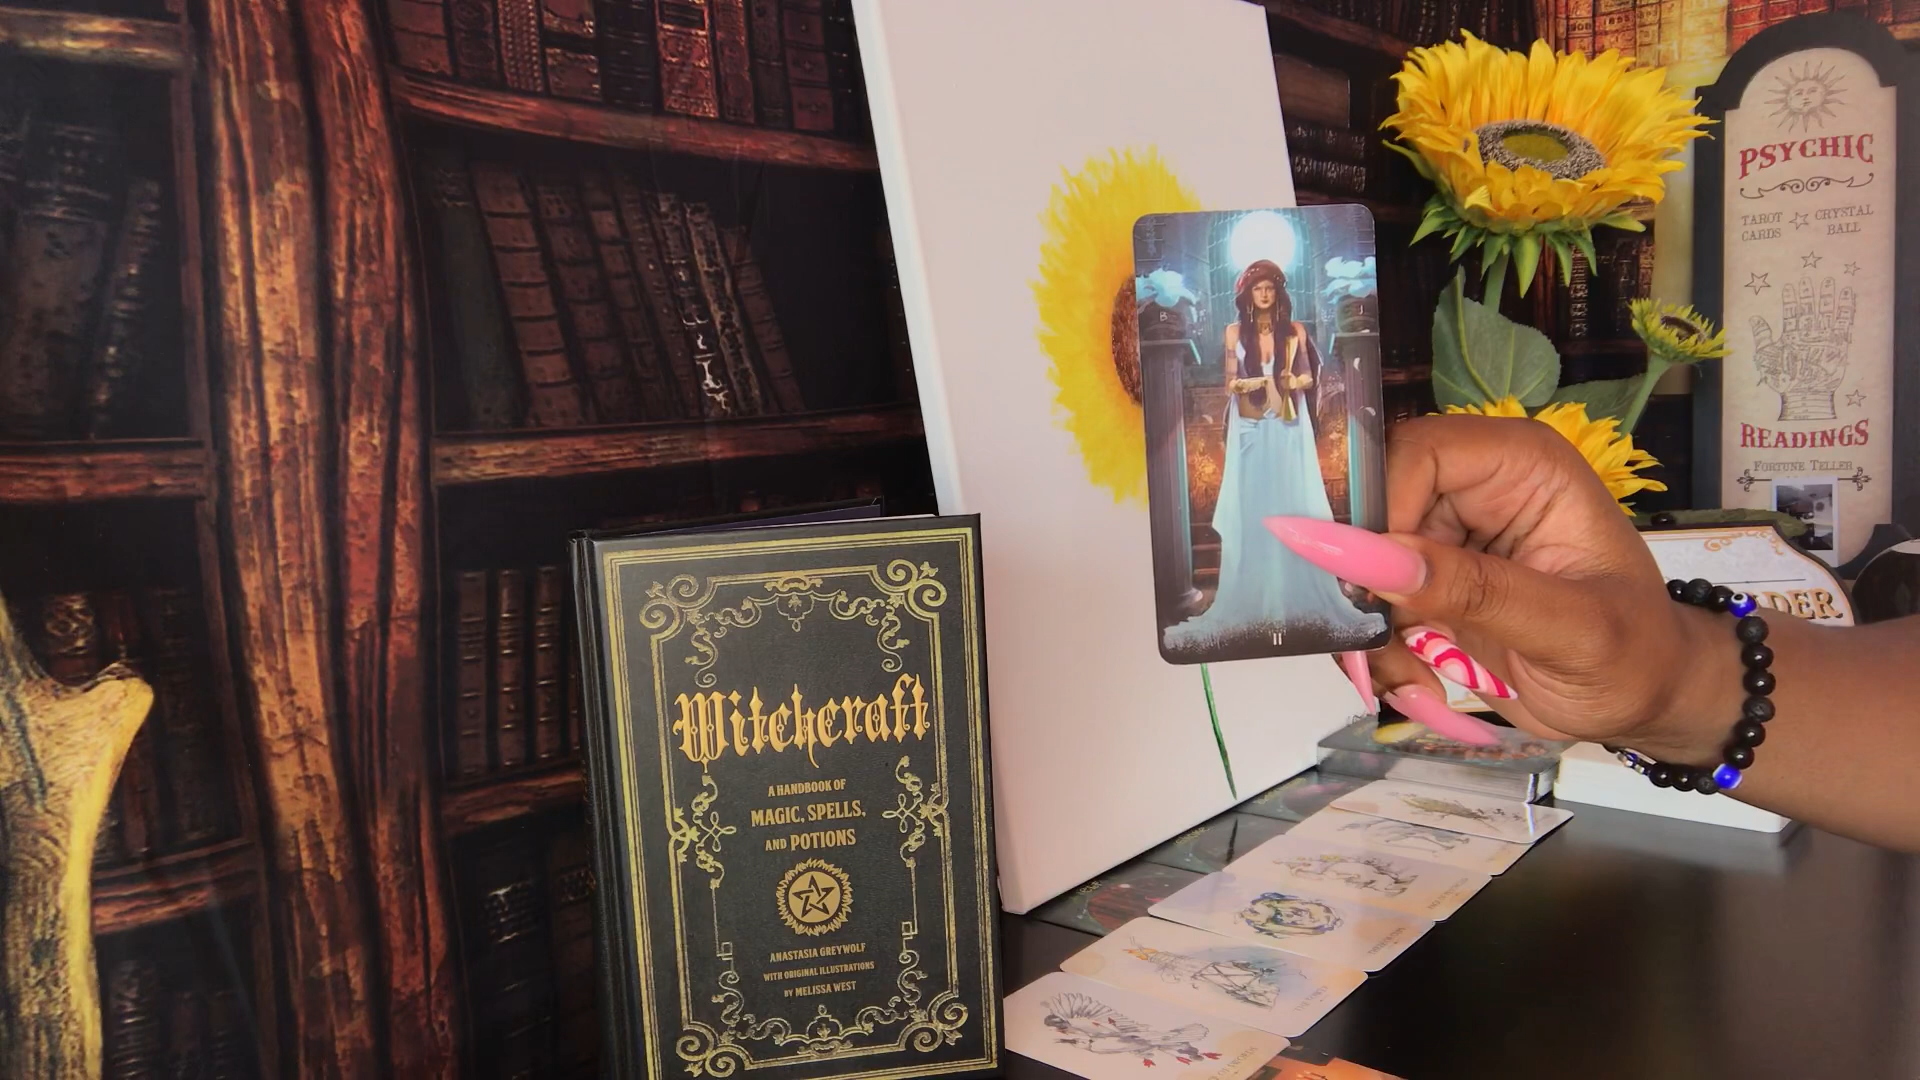 Witchcraft
A HANDBOOK OF
MAGIC, SPELLS,
AND POTIONS
ANASTASIA GREYWOLF
WITH ORIGINAL ILLUSTRATIONS
BY MELISSA WEST
B
J
II
PSYCHIC
TAROT CARDS
CRYSTAL BALL
READINGS
FORTUNE TELLER